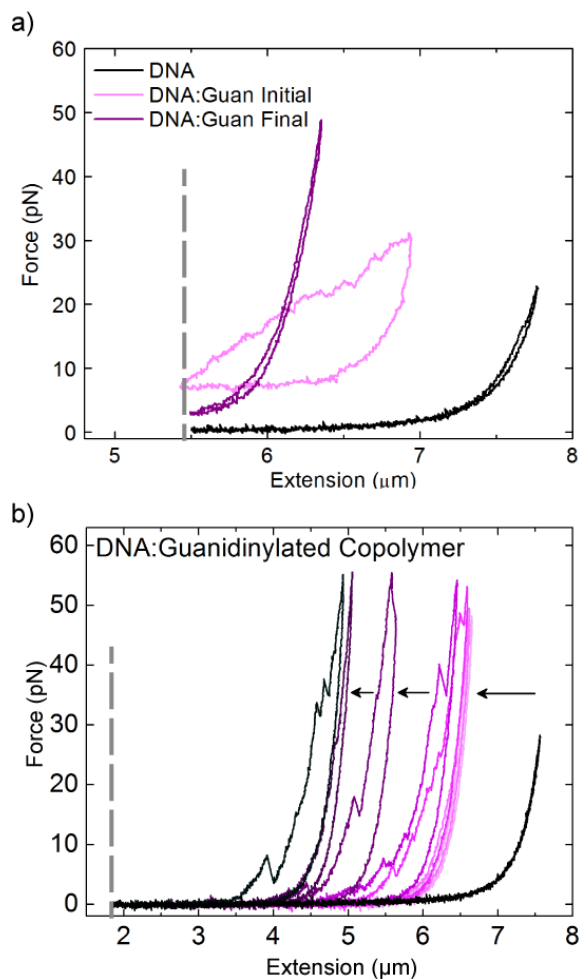 a)
60
50
40
30
20
10
0
Force (pN)
DNA
DNA:Guan Initial
DNA:Guan Final
5 6 7 8
Extension (μm)
b)
60
50
40
30
20
10
0
Force (pN)
DNA:Guanidinylated Copolymer
2 3 4 5 6 7 8
Extension (μm)